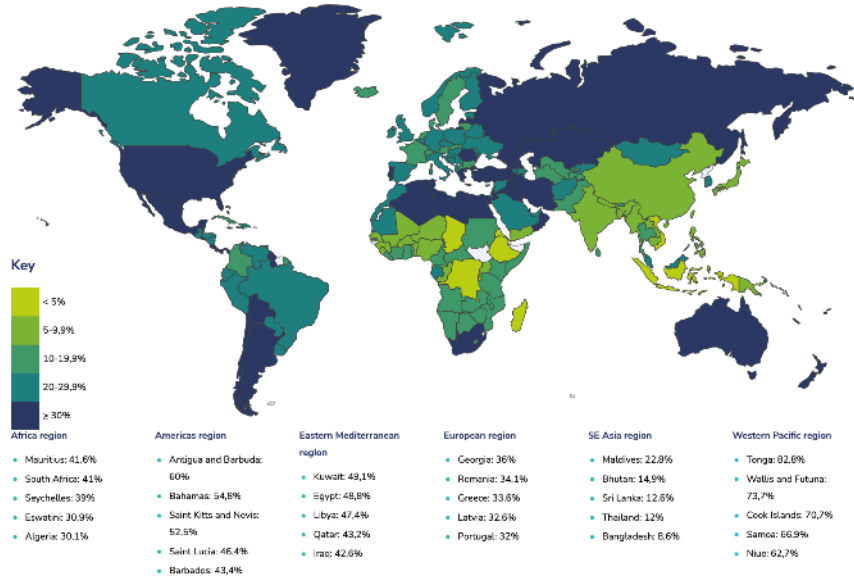 Key
< 5%
5-9,9%
10-19,9%
20-29,9%
≥ 30%
Africa region
Mauritius: 41,6%
South Africa: 41%
Seychelles: 39%
Eswatini: 30,9%
Algeria: 30,1%
Americas region
Antigua and Barbuda:
60%
Bahamas: 54,8%
Saint Kitts and Nevis:
52,5%
Saint Lucia: 46,4%
Barbados: 43,4%
Eastern Mediterranean
region
Kuwait: 49,1%
Egypt: 48,8%
Libya: 47,4%
Qatar: 43,2%
Iraq: 42,6%
European region
Georgia: 36%
Romania: 34,1%
Greece: 33,6%
Latvia: 32,6%
Portugal: 32%
SE Asia region
Maldives: 22,8%
Bhutan: 14,9%
Sri Lanka: 12,6%
Thailand: 12%
Bangladesh: 8,6%
Western Pacific region
Tonga: 82,8%
Wallis and Futuna:
73,7%
Cook Islands: 70,7%
Samoa: 66,9%
Niue: 62,7%